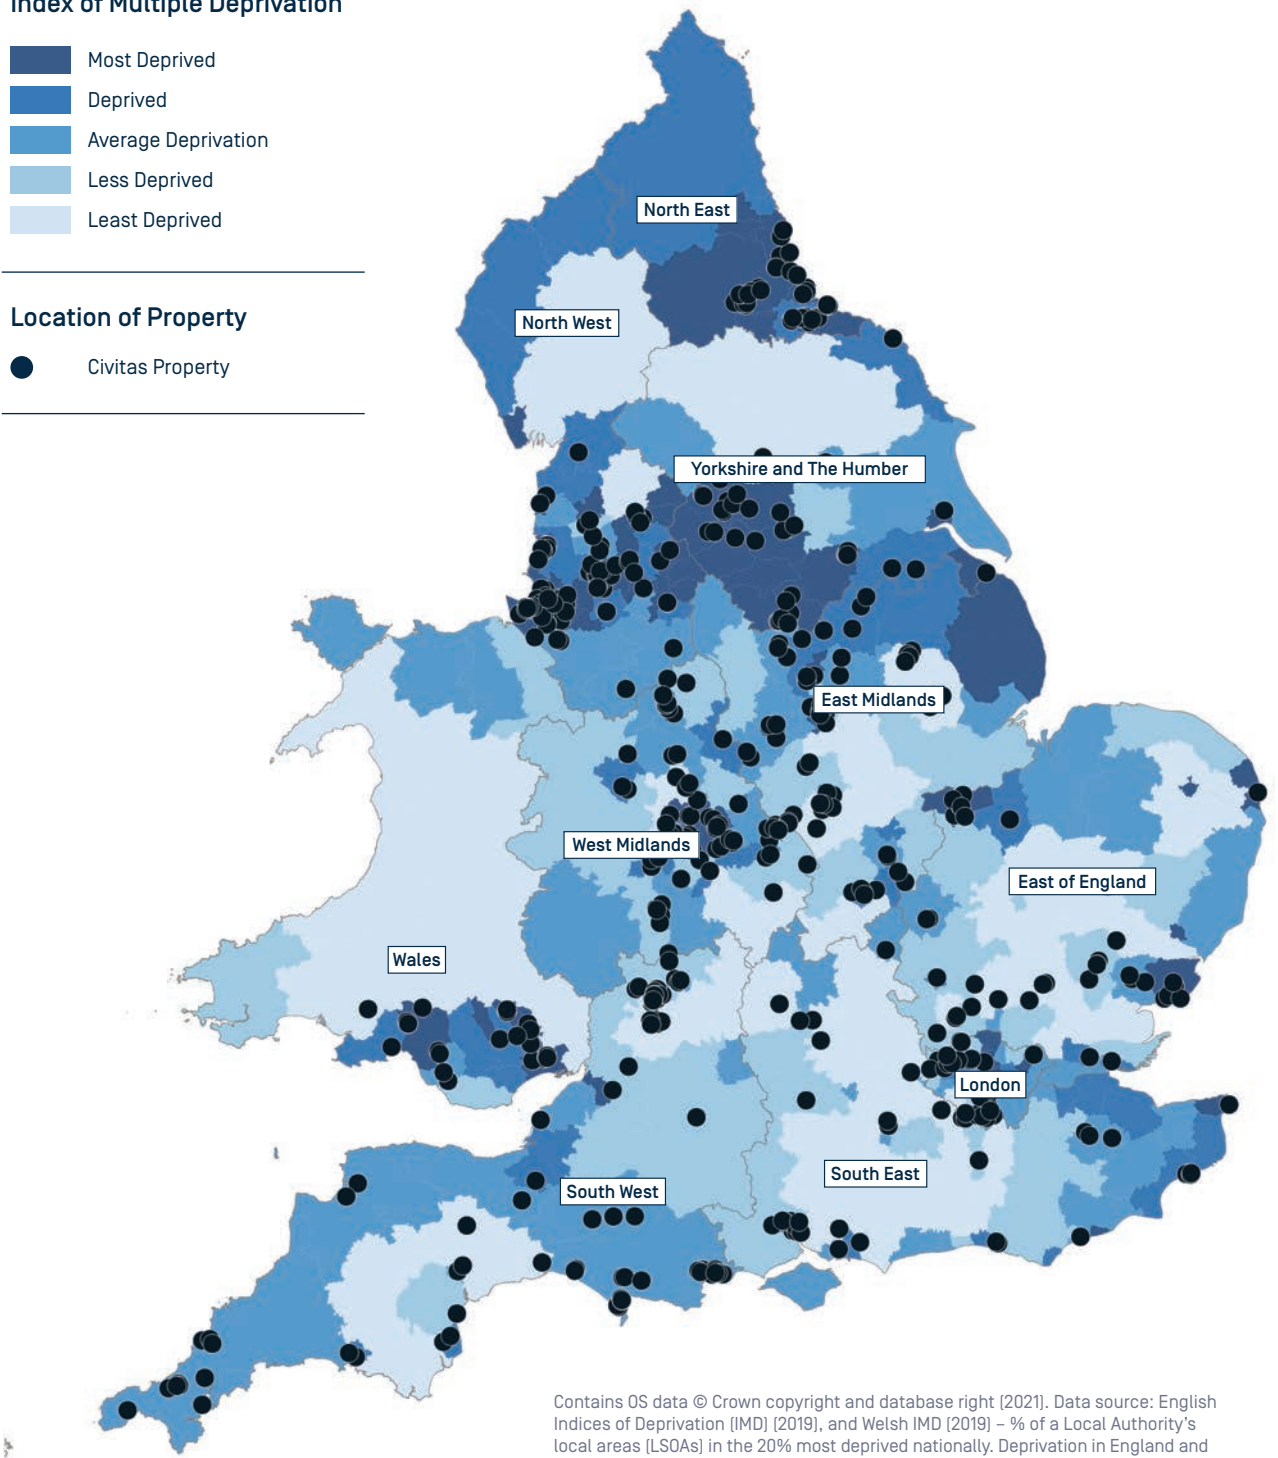 Index of Multiple Deprivation
Most Deprived
Deprived
Average Deprivation
Less Deprived
Least Deprived
Location of Property
Civitas Property
North East
North West
Yorkshire and The Humber
East Midlands
West Midlands
East of England
Wales
London
South East
South West
Contains OS data © Crown copyright and database right [2021]. Data source: English
Indices of Deprivation [IMD] [2019], and Welsh IMD [2019] – % of a Local Authority's
local areas [LSOAs] in the 20% most deprived nationally. Deprivation in England and